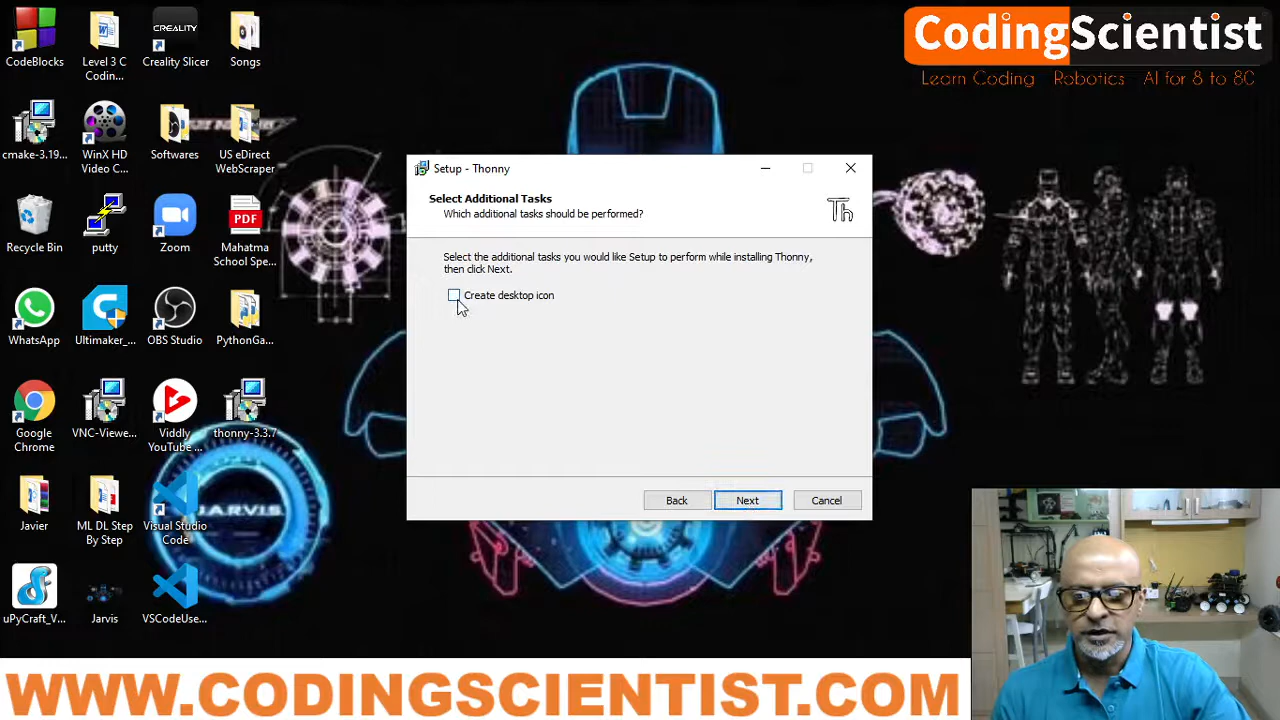 CodeBlocks
Level 3 C
Coding...
CREALITY
Creality Slicer
Songs
CodingScientist
Learn Coding Robotics AI for 8 to 80
cmake-3.19...
WinX HD
Video C...
Softwares
US eDirect
WebScraper
Recycle Bin
putty
Zoom
PDF
Mahatma
School Spe...
WhatsApp
Ultimaker_...
OBS Studio
PythonGa...
Google
Chrome
VNC-Viewe...
Viddly
YouTube ...
thonny-3.3.7
Javier
ML DL Step
By Step
Visual Studio
Code
JARVIS
uPyCraft_V...
Jarvis
VSCodeUse...
Setup - Thonny
Select Additional Tasks
Which additional tasks should be performed?
Th
Select the additional tasks you would like Setup to perform while installing Thonny,
then click Next.
Create desktop icon
Back
Next
Cancel
WWW.CODINGSCIENTIST.COM